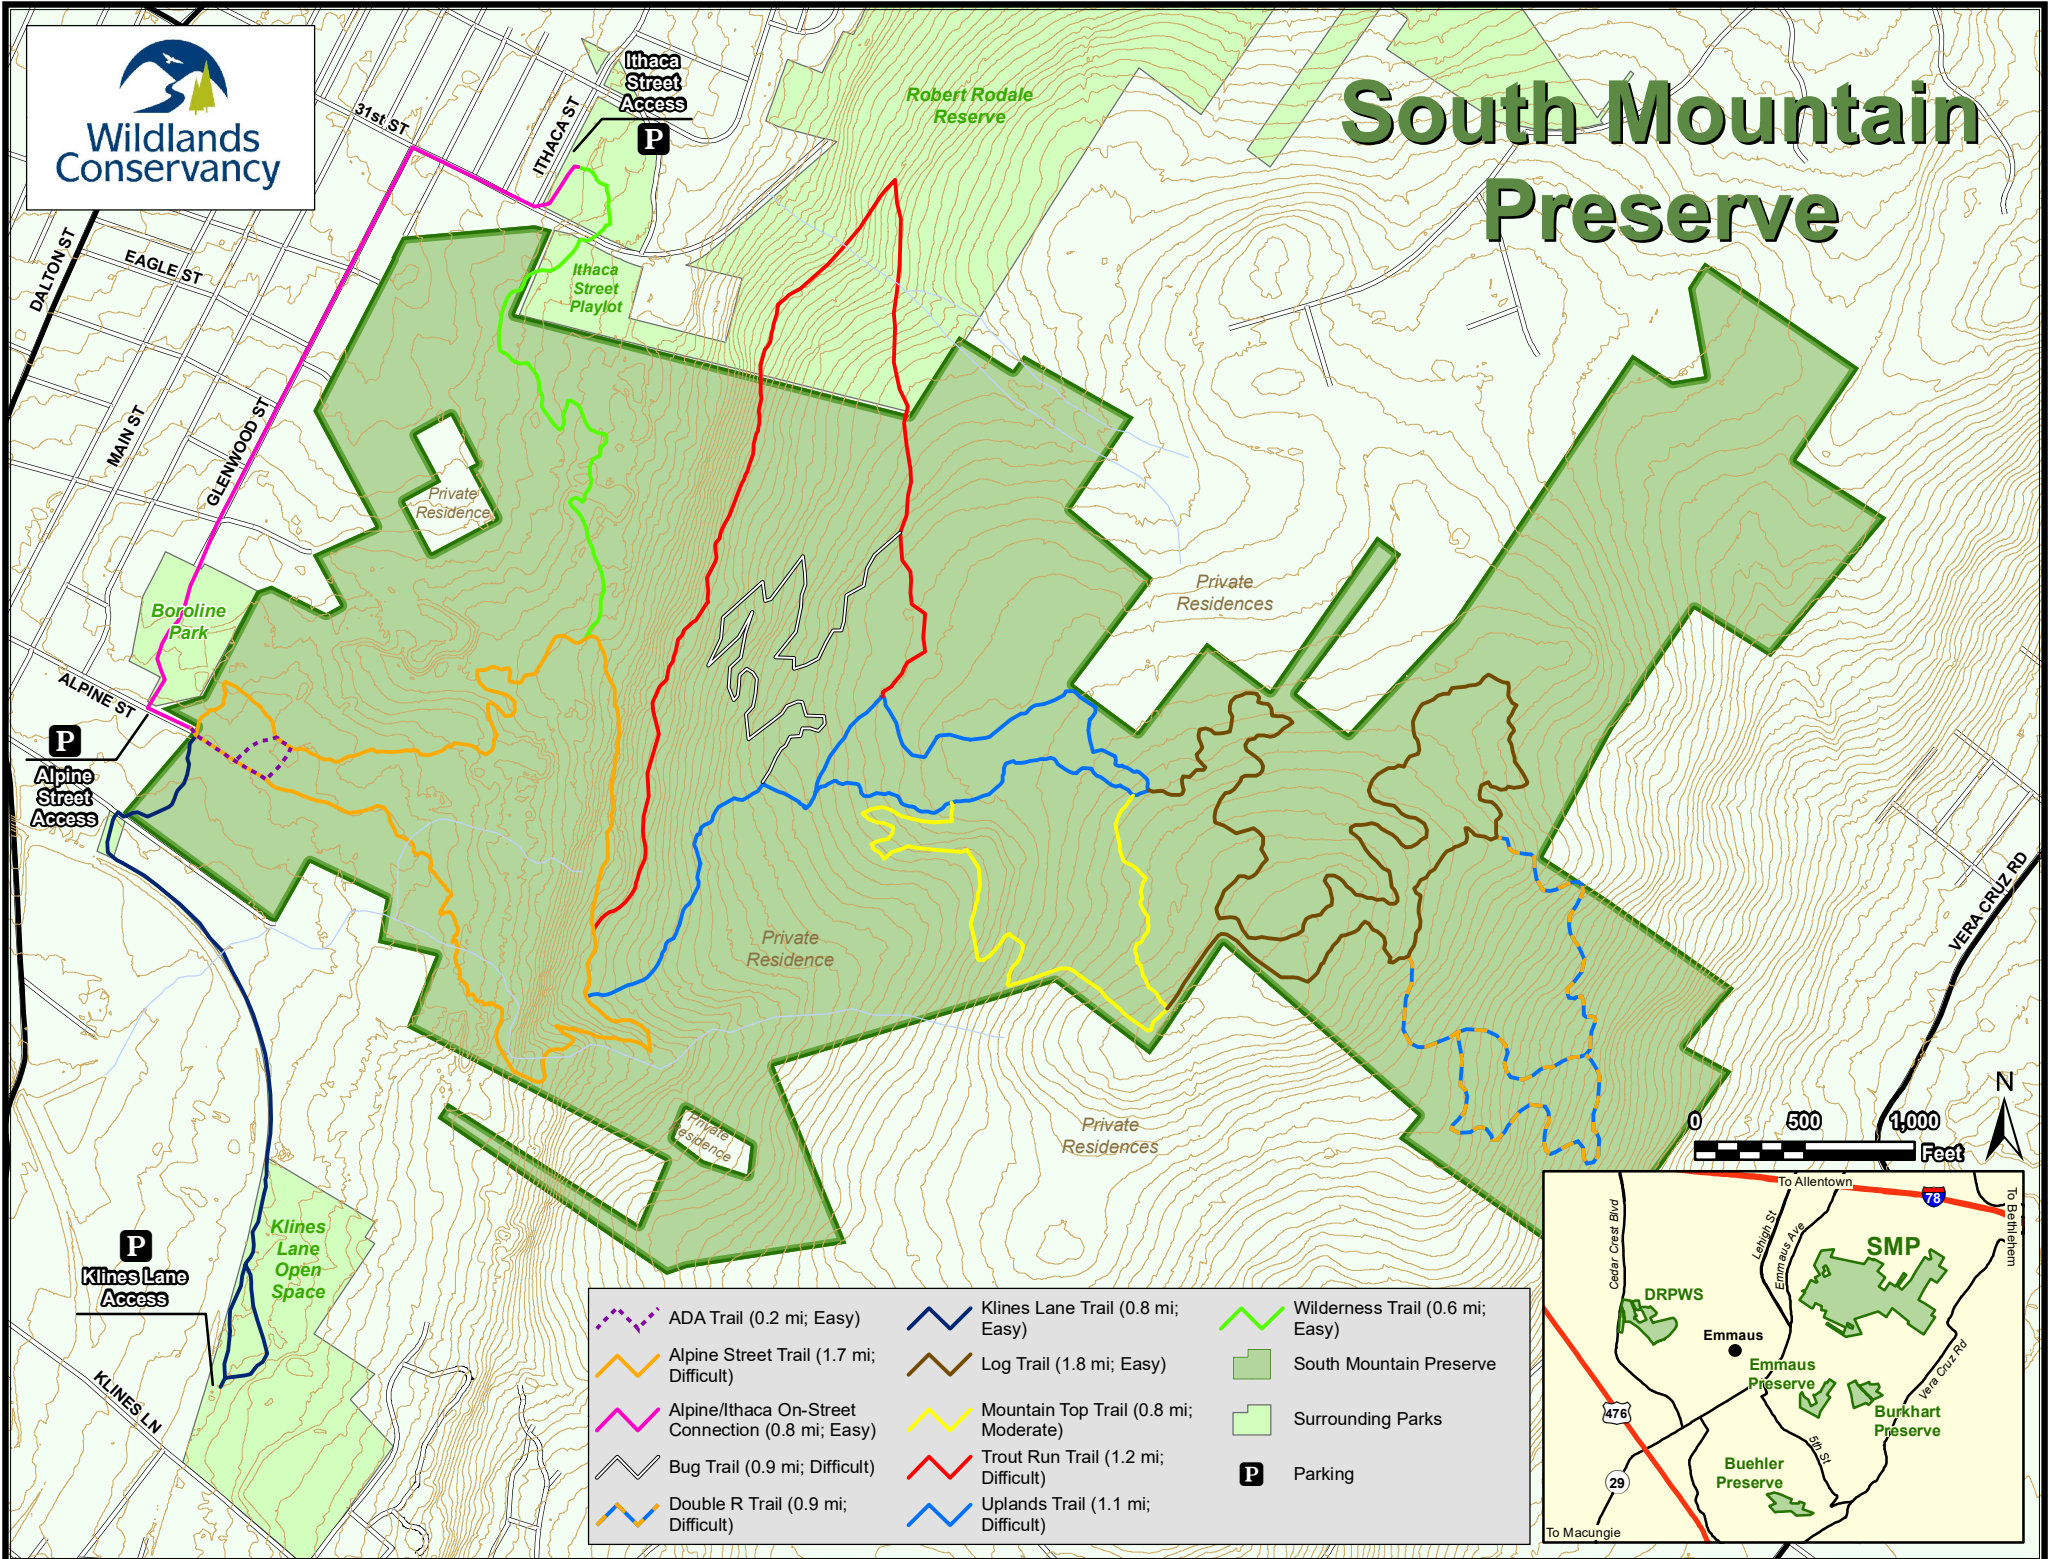 Wildlands
Conservancy
South Mountain
Preserve
Ithaca
Street
Access
P
Robert Rodale
Reserve
31st ST
ITHACA ST
DALTON ST
EAGLE ST
MAIN ST
GLENWOOD ST
Ithaca
Street
Playlot
Private
Residence
Boroline
Park
Private
Residences
ALPINE ST
P
Alpine
Street
Access
Private
Residence
VERA CRUZ RD
Private
Residence
Private
Residences
N
0 500 1,000
Feet
P
Klines Lane
Access
Klines
Lane
Open
Space
KLINES LN
ADA Trail (0.2 mi; Easy)
Alpine Street Trail (1.7 mi;
Difficult)
Alpine/Ithaca On-Street
Connection (0.8 mi; Easy)
Bug Trail (0.9 mi; Difficult)
Double R Trail (0.9 mi;
Difficult)
Klines Lane Trail (0.8 mi;
Easy)
Log Trail (1.8 mi; Easy)
Mountain Top Trail (0.8 mi;
Moderate)
Trout Run Trail (1.2 mi;
Difficult)
Uplands Trail (1.1 mi;
Difficult)
Wilderness Trail (0.6 mi;
Easy)
South Mountain Preserve
Surrounding Parks
P Parking
To Allentown
78
To Bethlehem
Cedar Crest Blvd
Lehigh St
Emmaus Ave
SMP
DRPWS
Emmaus
Emmaus
Preserve
Vera Cruz Rd
476
Burkhart
Preserve
5th St
Buehler
Preserve
29
To Macungie